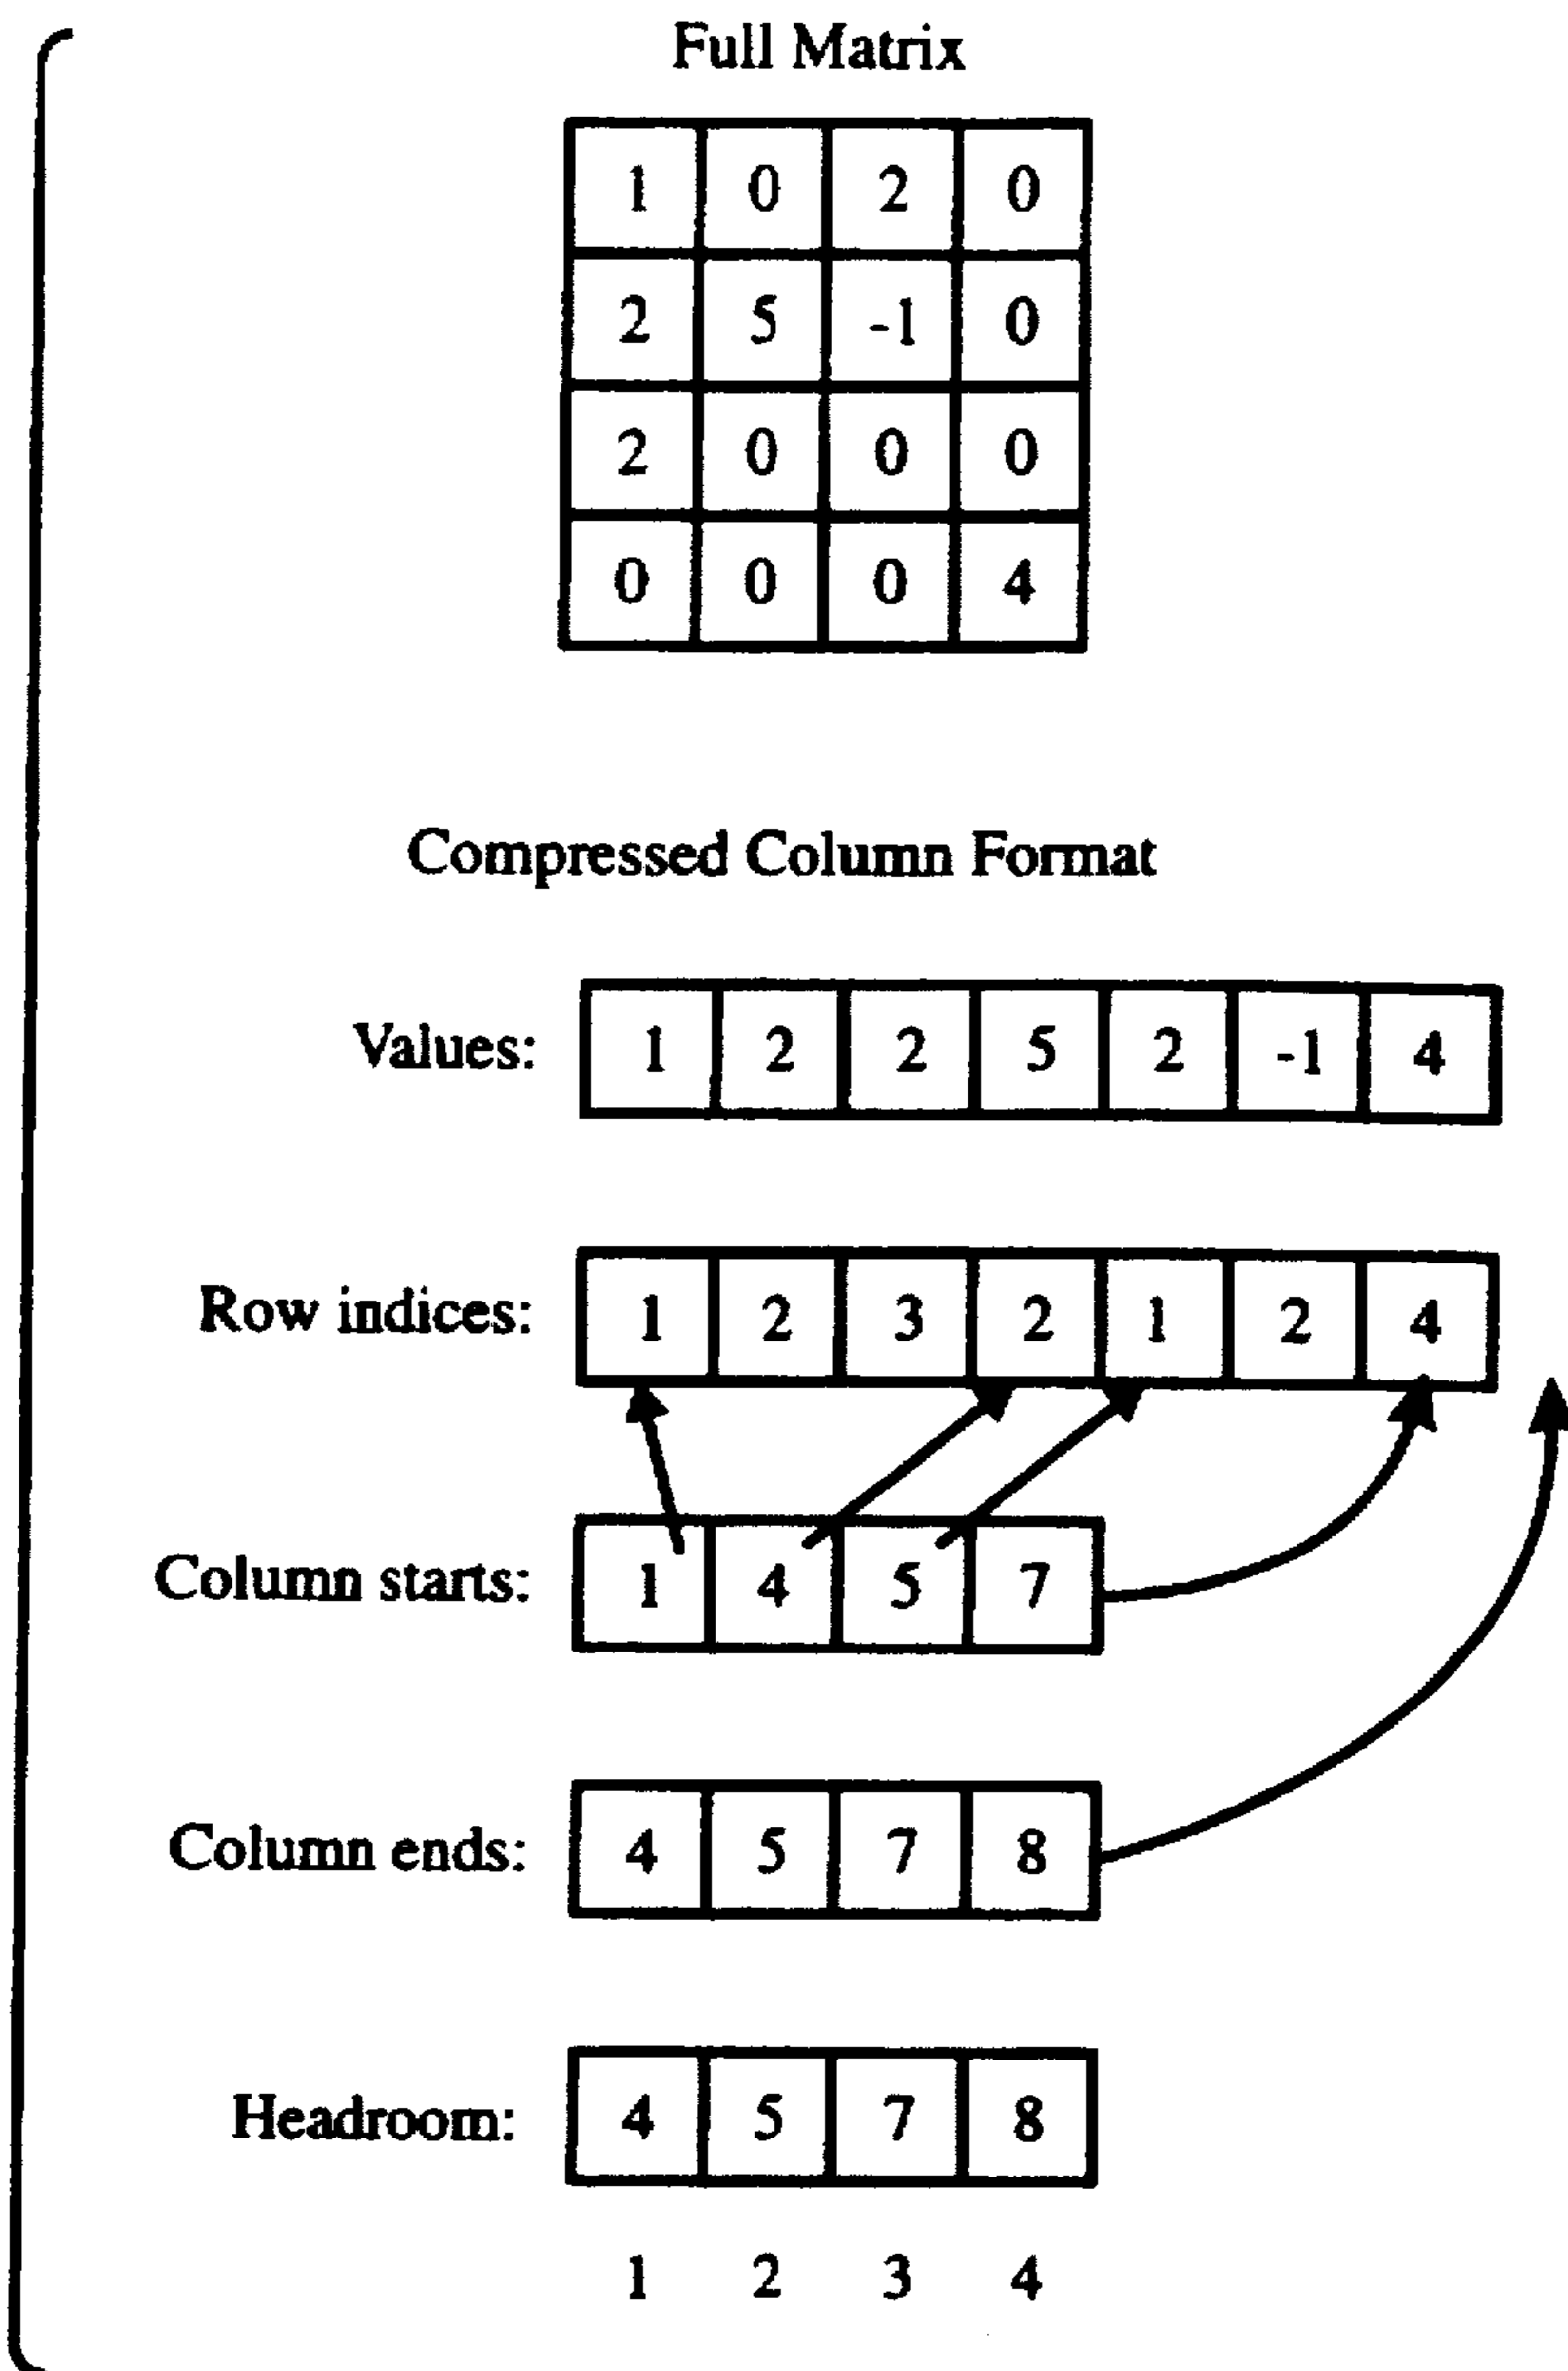 Full Matrix
1 0 2 0
2 5 -1 0
2 0 0 0
0 0 0 4
Compressed Column Format
Values: 1 2 2 5 2 -1 4
Row indices: 1 2 3 2 1 2 4
Column starts: 1 4 5 7
Column ends: 4 5 7 8
Headroom: 4 5 7 8
1 2 3 4